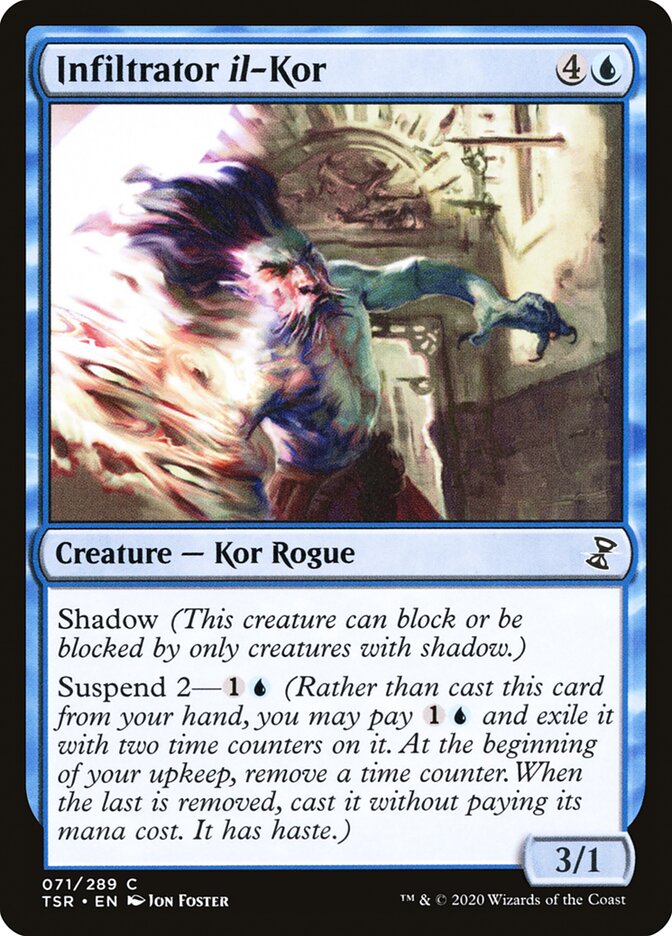 Infiltrator il-Kor 4
Creature — Kor Rogue
Shadow (This creature can block or be
blocked by only creatures with shadow.)
Suspend 2—1 (Rather than cast this card
from your hand, you may pay 1 and exile it
with two time counters on it. At the beginning
of your upkeep, remove a time counter. When
the last is removed, cast it without paying its
mana cost. It has haste.)
3/1
071/289 C
TSR • EN Jon Foster
™ & © 2020 Wizards of the Coast